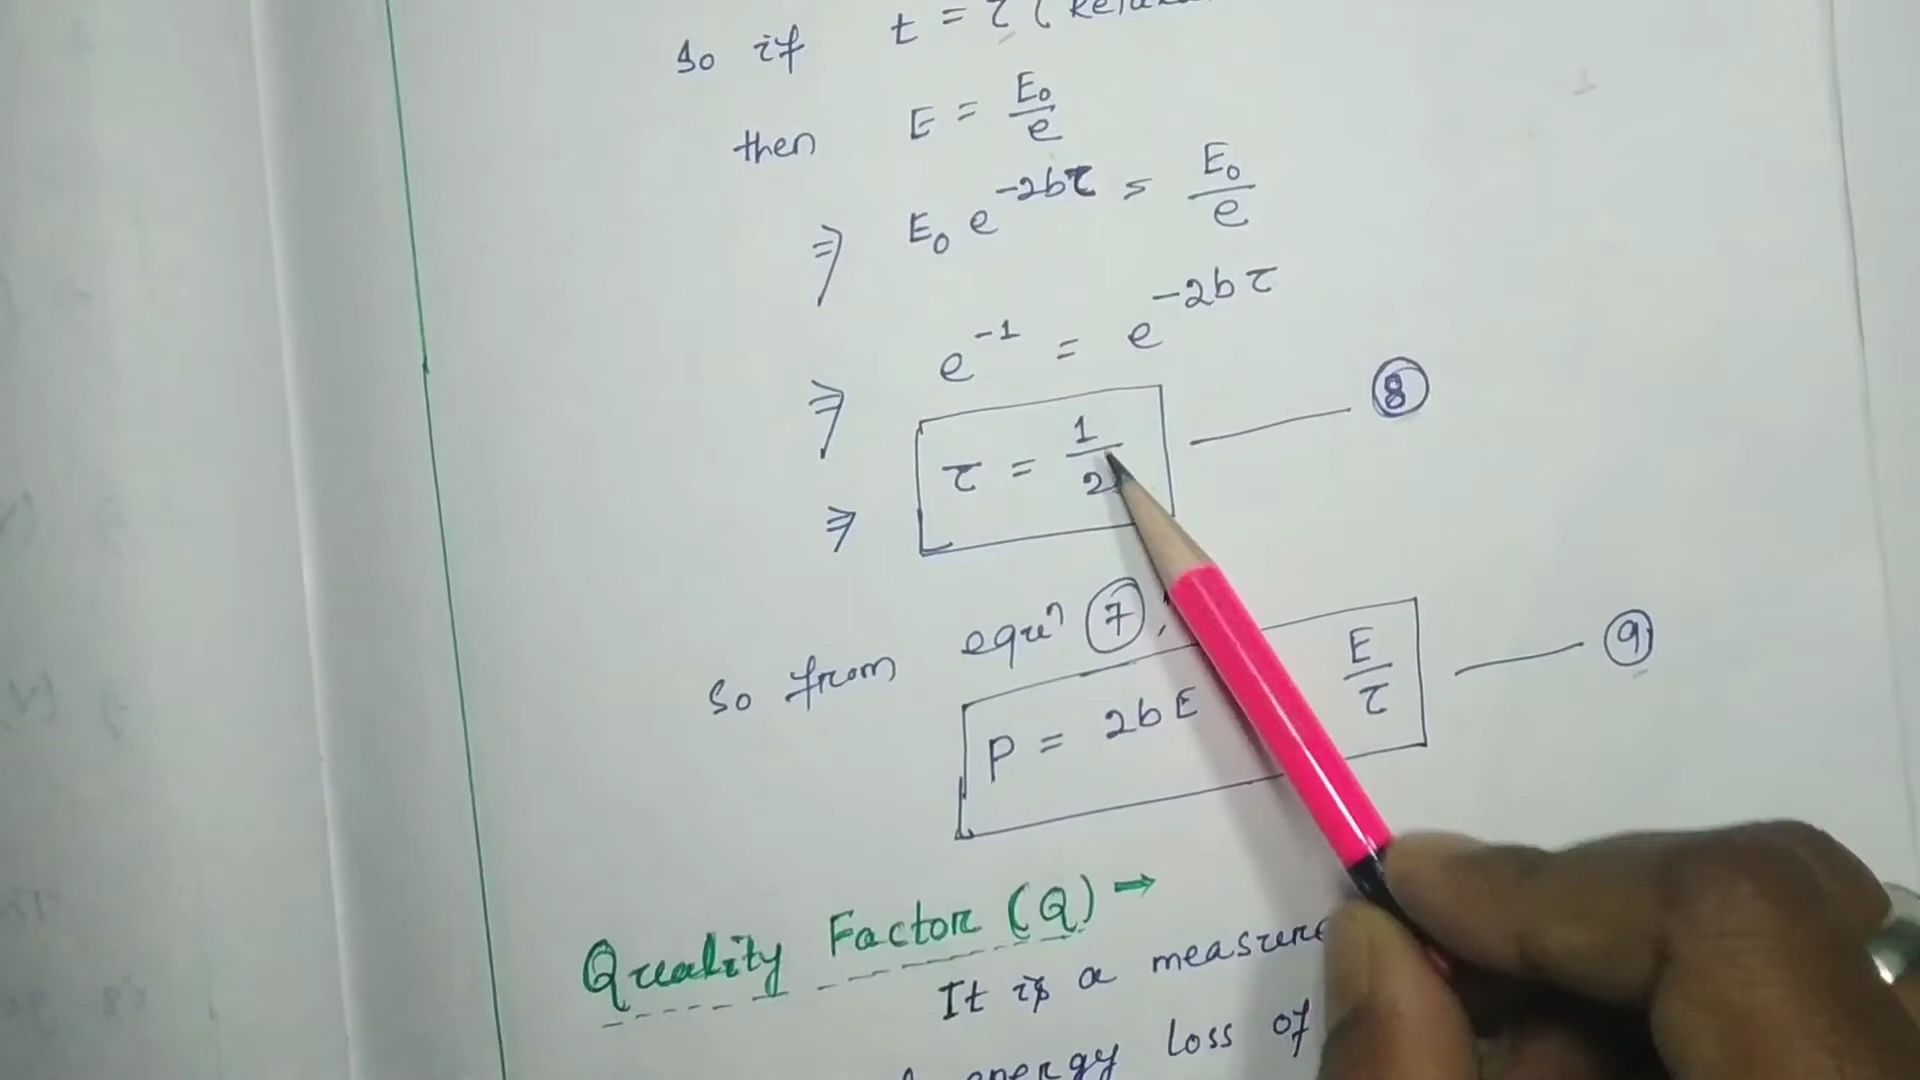 So if t = τ (
then E = E₀/e
⇒ E₀ e^{-2bτ} = E₀/e
⇒ e^{-1} = e^{-2bτ}
⇒ τ = 1/2 —— ⑧
So from equⁿ ⑦,
P = 2bE E/τ —— ⑨
Quality Factor (Q) →
It is a measure
energy loss of